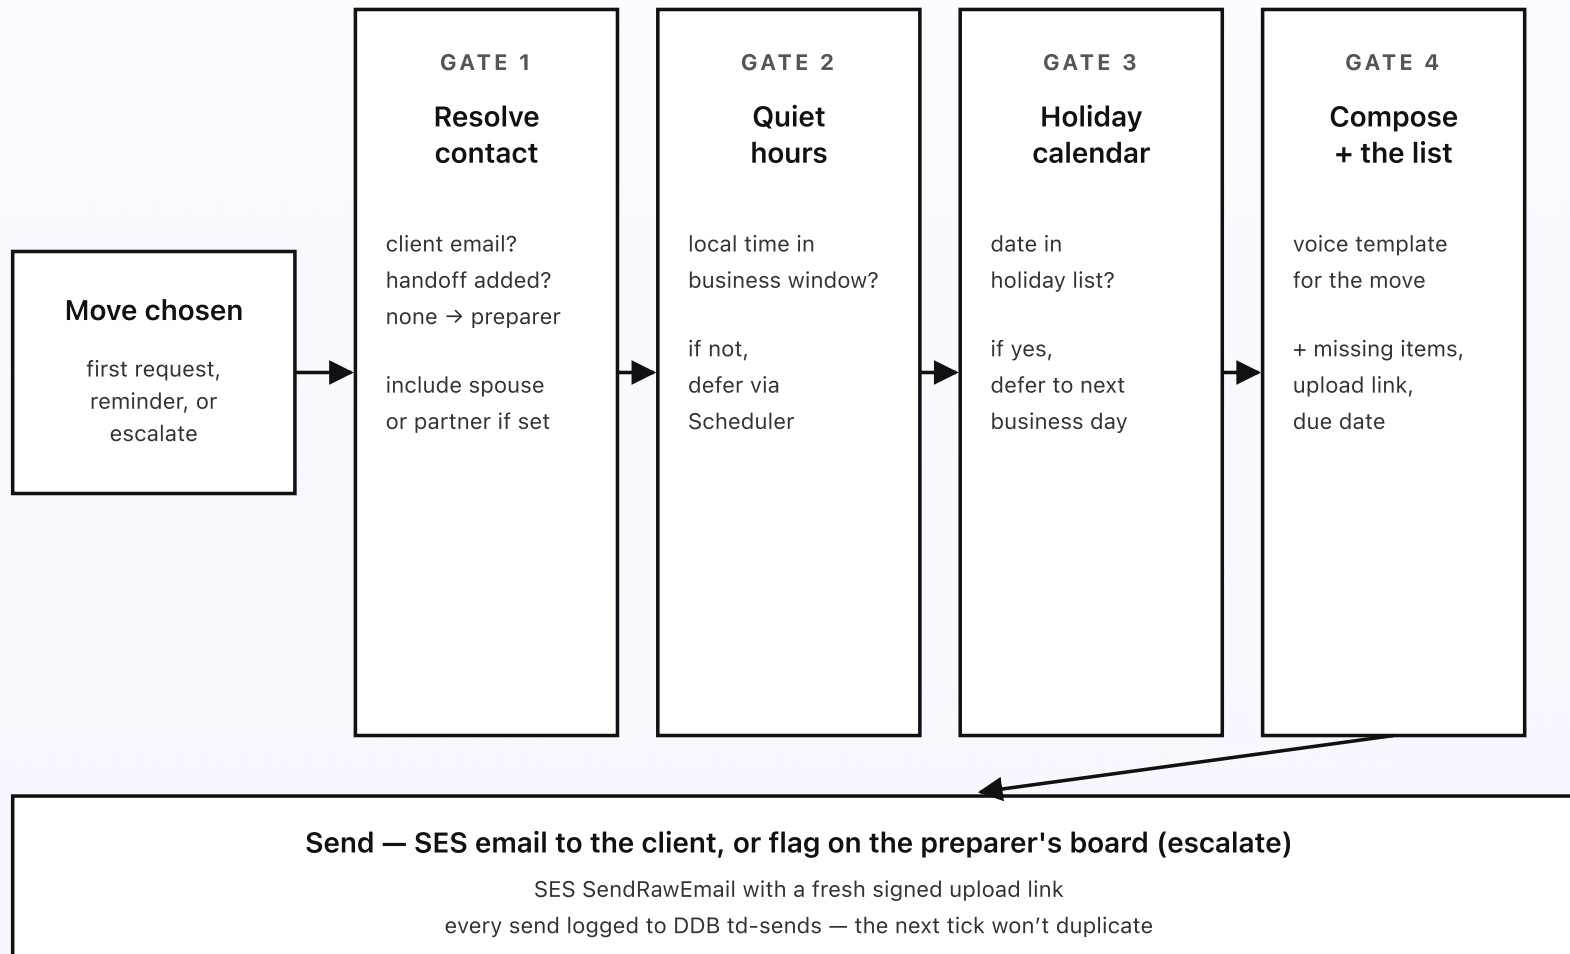 Move chosen
first request,
reminder, or
escalate
GATE 1
Resolve
contact
client email?
handoff added?
none → preparer
include spouse
or partner if set
GATE 2
Quiet
hours
local time in
business window?
if not,
defer via
Scheduler
GATE 3
Holiday
calendar
date in
holiday list?
if yes,
defer to next
business day
GATE 4
Compose
+ the list
voice template
for the move
+ missing items,
upload link,
due date
Send — SES email to the client, or flag on the preparer's board (escalate)
SES SendRawEmail with a fresh signed upload link
every send logged to DDB td-sends — the next tick won’t duplicate